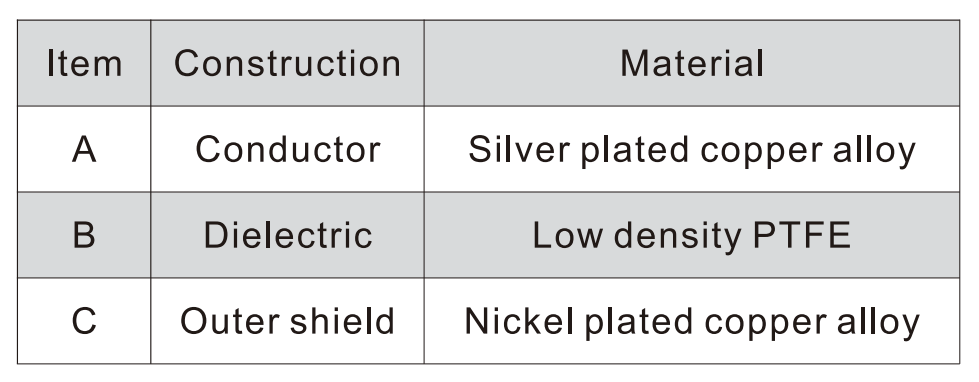 Item Construction Material
A Conductor Silver plated copper alloy
B Dielectric Low density PTFE
C Outer shield Nickel plated copper alloy